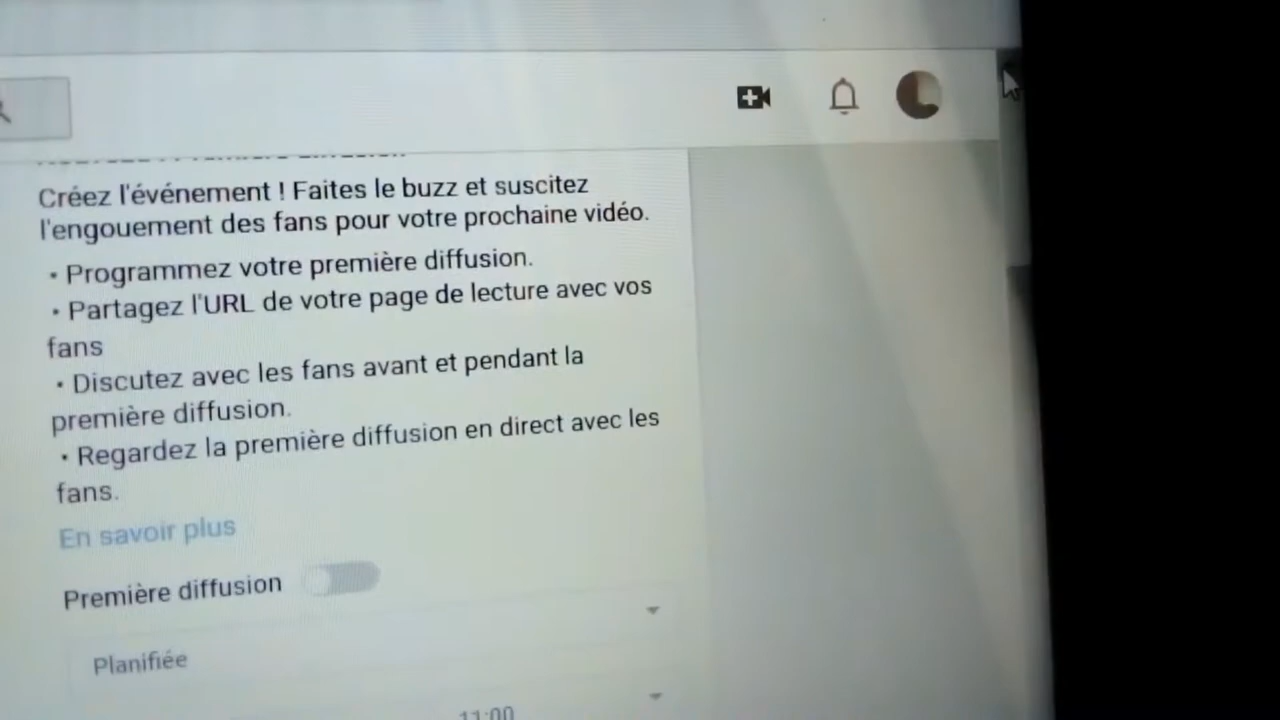 Créez l'événement ! Faites le buzz et suscitez
l'engouement des fans pour votre prochaine vidéo.
• Programmez votre première diffusion.
• Partagez l'URL de votre page de lecture avec vos
fans
• Discutez avec les fans avant et pendant la
première diffusion.
• Regardez la première diffusion en direct avec les
fans.
En savoir plus
Première diffusion
Planifiée
11:00